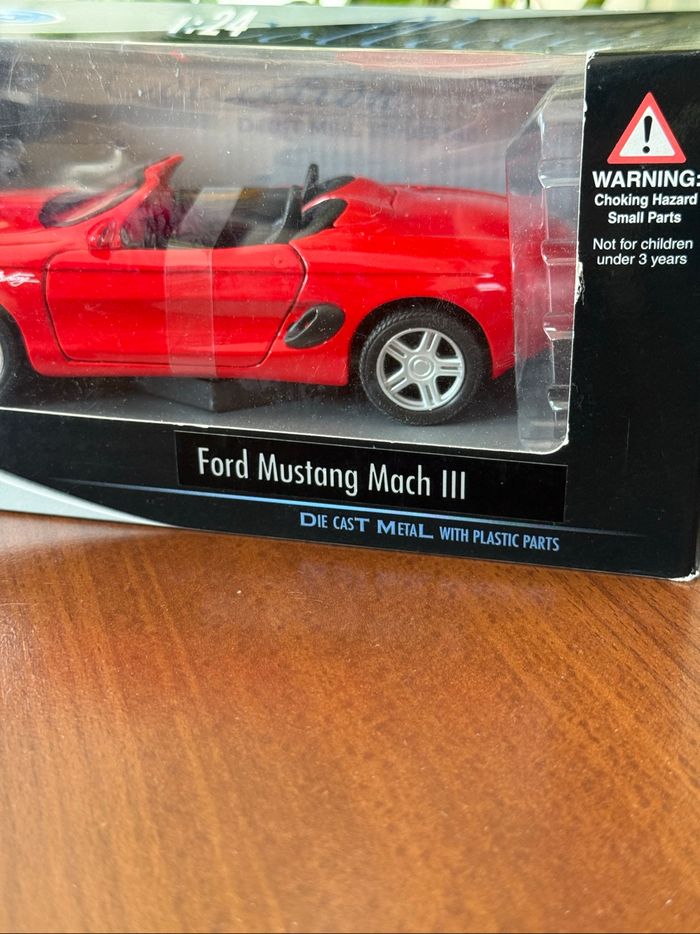 1:24
WARNING:
Choking Hazard
Small Parts
Not for children
under 3 years
Ford Mustang Mach III
DIE CAST METAL WITH PLASTIC PARTS